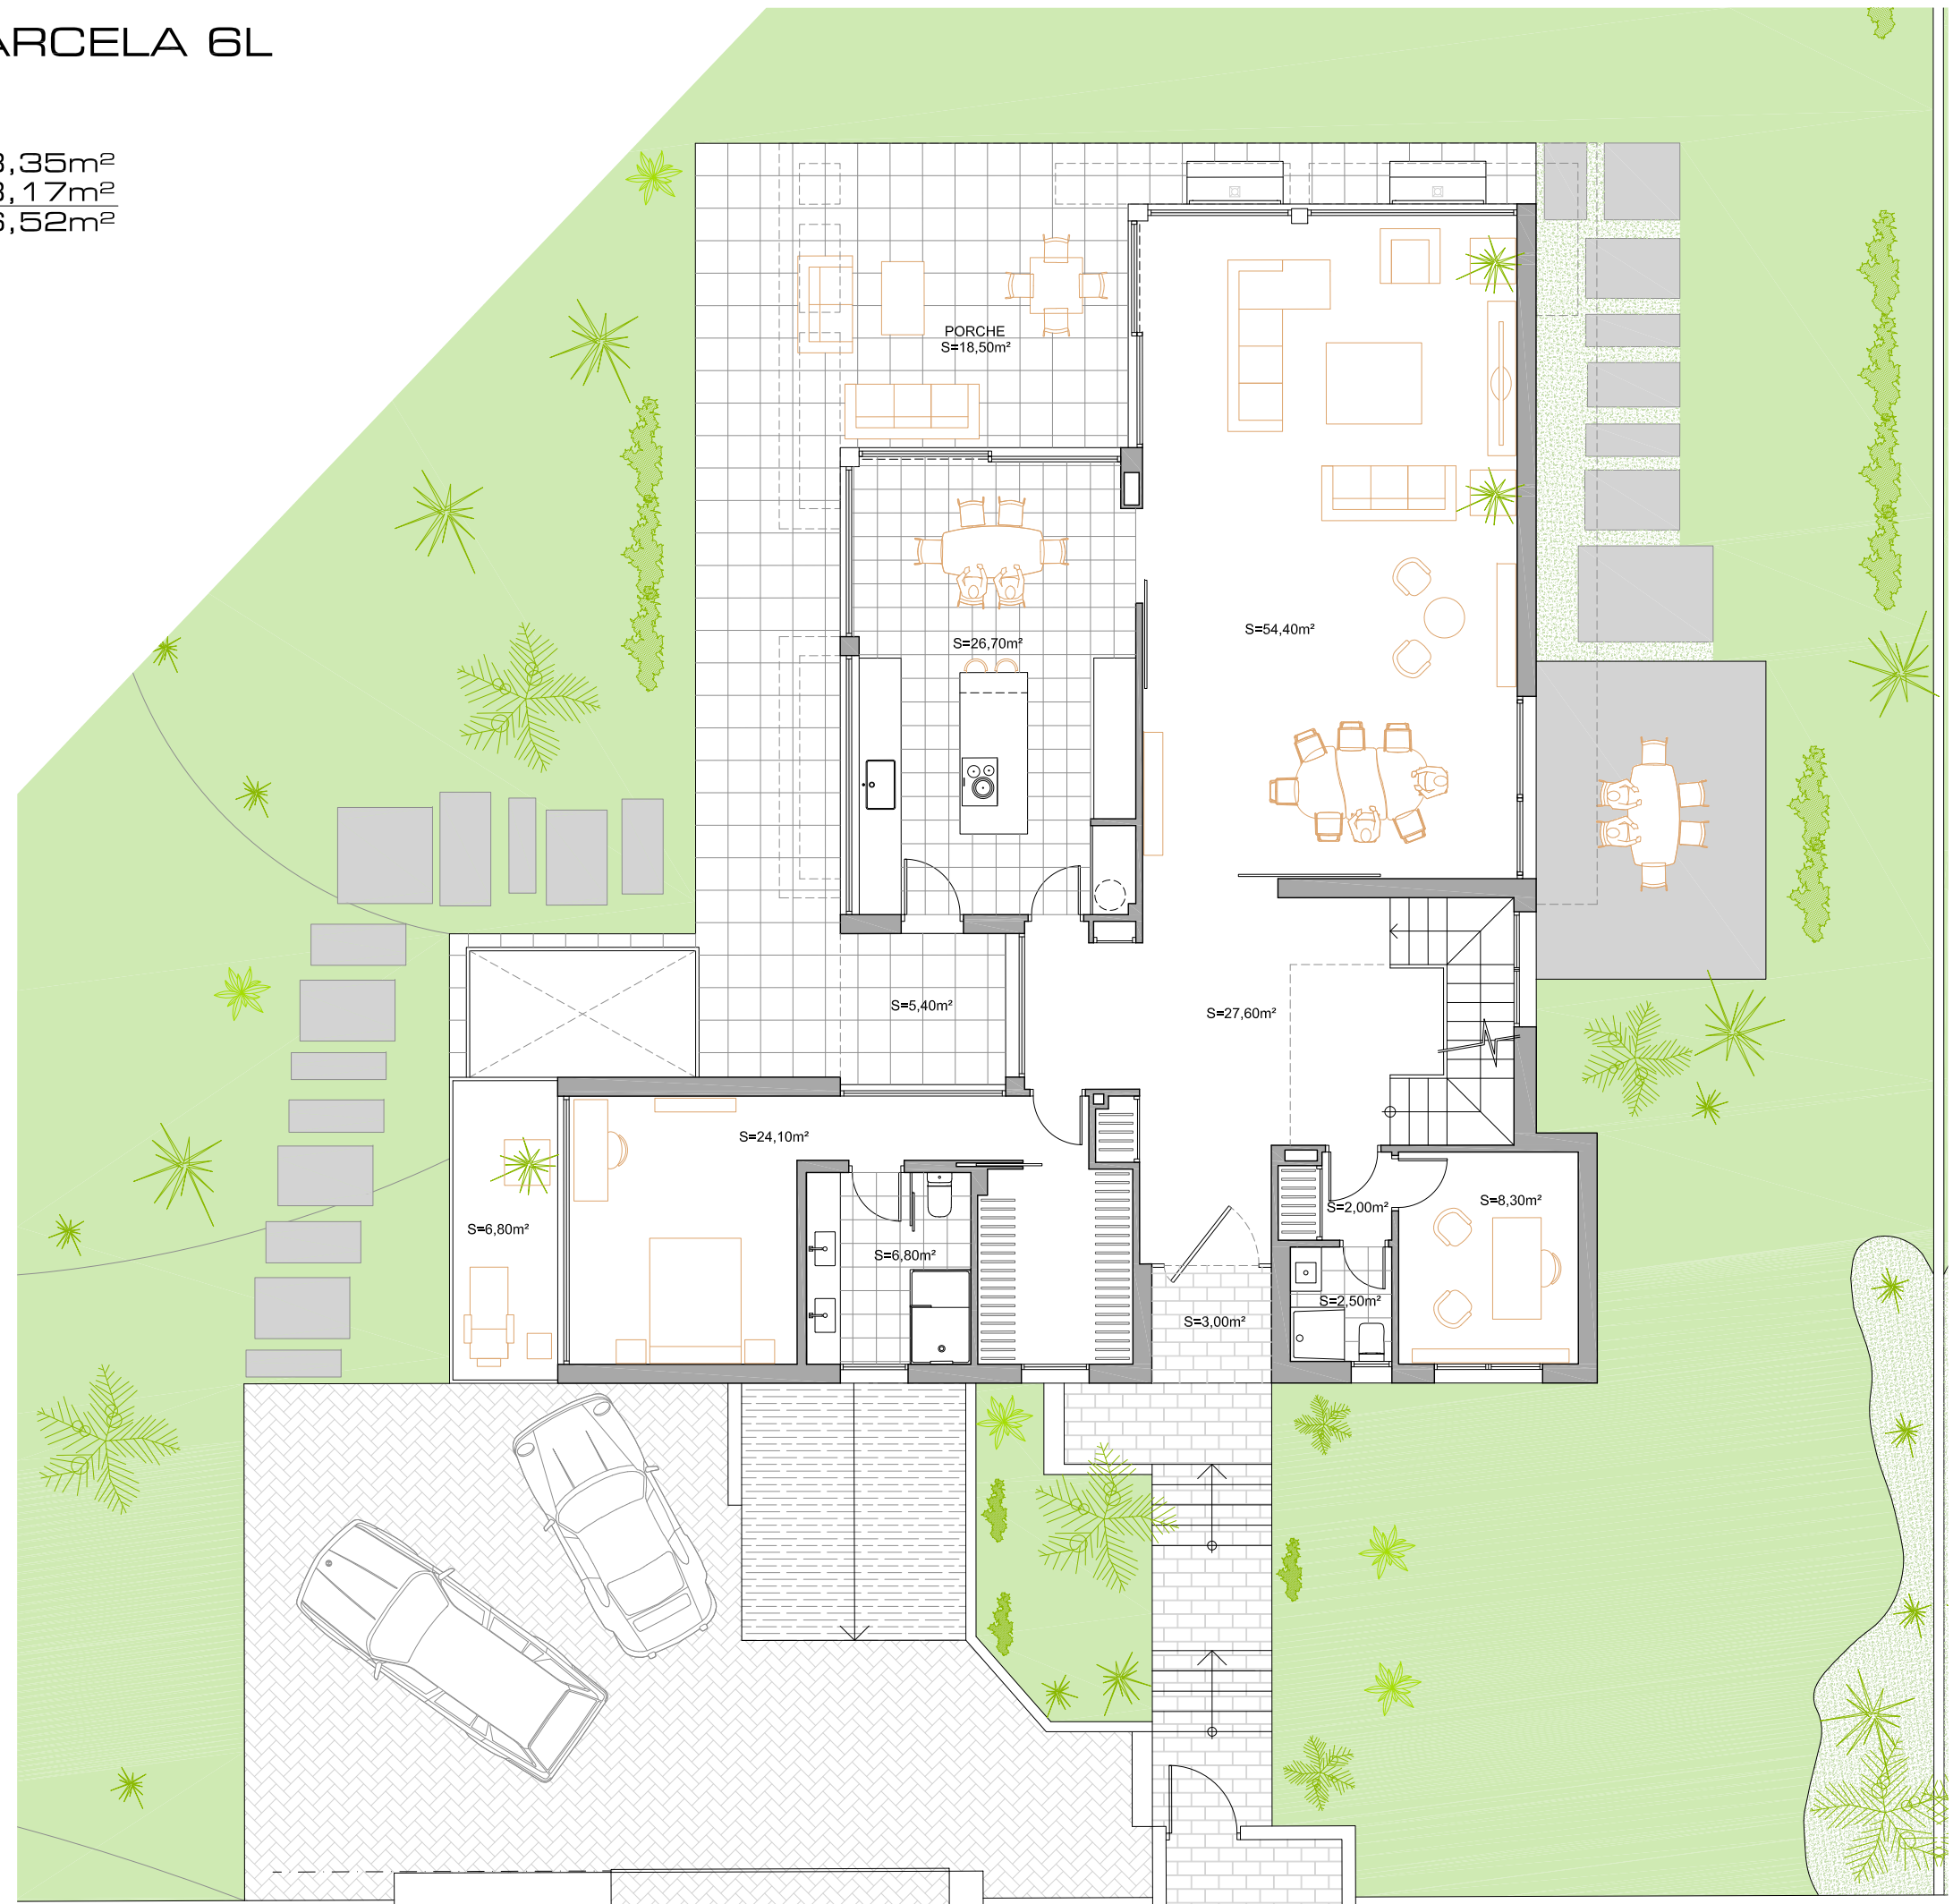 ARCELA 6L
3,35m²
3,17m²
6,52m²
PORCHE
S=18,50m²
S=26,70m²
S=54,40m²
S=5,40m²
S=27,60m²
S=24,10m²
S=6,80m²
S=6,80m²
S=2,00m²
S=8,30m²
S=2,50m²
S=3,00m²